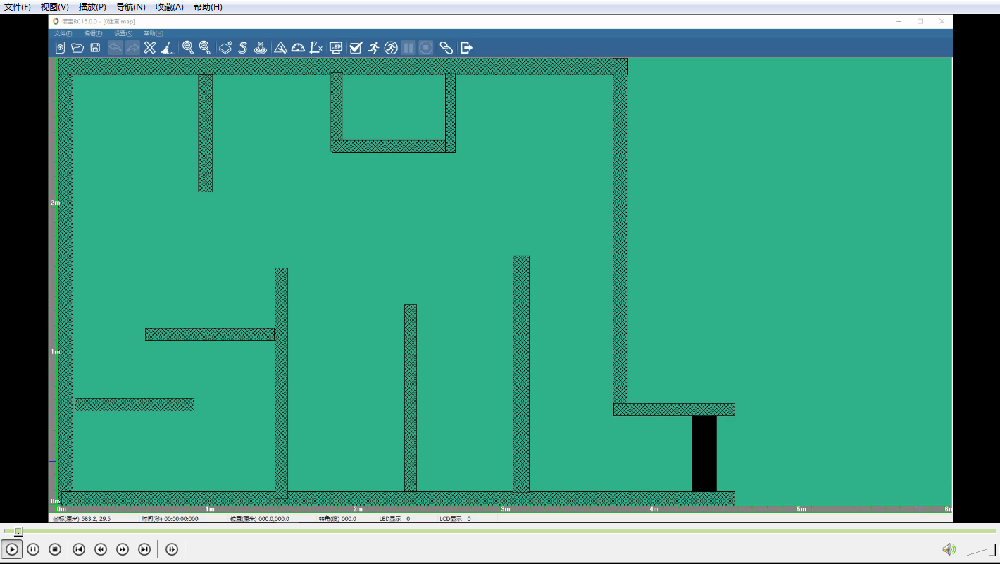 文件(F) 视图(V) 播放(P) 导航(N) 收藏(A) 帮助(H)
诺宝RC15.0.0 - [0迷宫.map]
文件(F) 编辑(E) 设置(S) 帮助(H)
LED
2m
1m
0m
0m 1m 2m 3m 4m 5m 6m
坐标(厘米) 583.2, 29.5 时间(秒) 00:00:00:000 位置(厘米) 000.0,000.0 转角(度) 000.0 LED显示 0 LCD显示 0